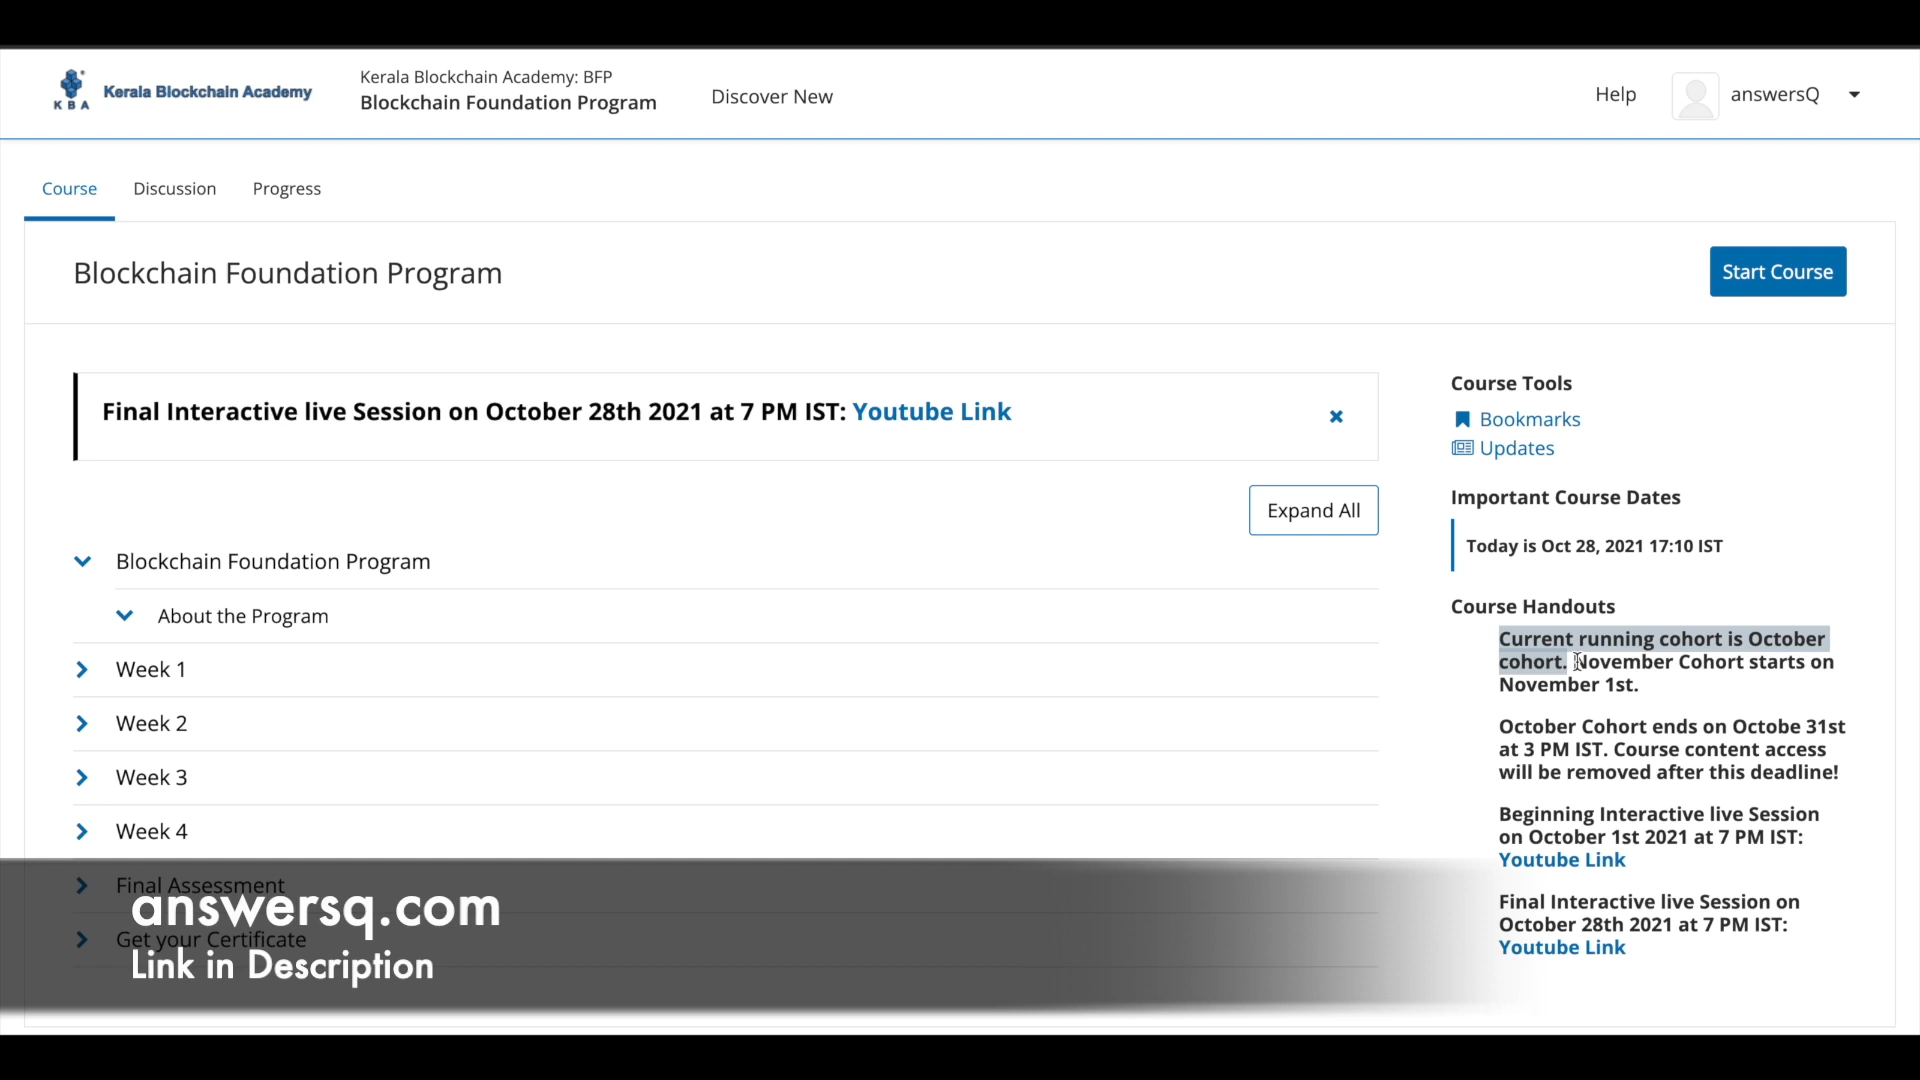 KBA
Kerala Blockchain Academy
Kerala Blockchain Academy: BFP
Blockchain Foundation Program
Discover New
Help
answersQ
Course
Discussion
Progress
Blockchain Foundation Program
Start Course
Final Interactive live Session on October 28th 2021 at 7 PM IST: Youtube Link
Expand All
Blockchain Foundation Program
About the Program
Week 1
Week 2
Week 3
Week 4
Final Assessment
Get your Certificate
answersq.com
Link in Description
Course Tools
Bookmarks
Updates
Important Course Dates
Today is Oct 28, 2021 17:10 IST
Course Handouts
Current running cohort is October
cohort. November Cohort starts on
November 1st.
October Cohort ends on Octobe 31st
at 3 PM IST. Course content access
will be removed after this deadline!
Beginning Interactive live Session
on October 1st 2021 at 7 PM IST:
Youtube Link
Final Interactive live Session on
October 28th 2021 at 7 PM IST:
Youtube Link